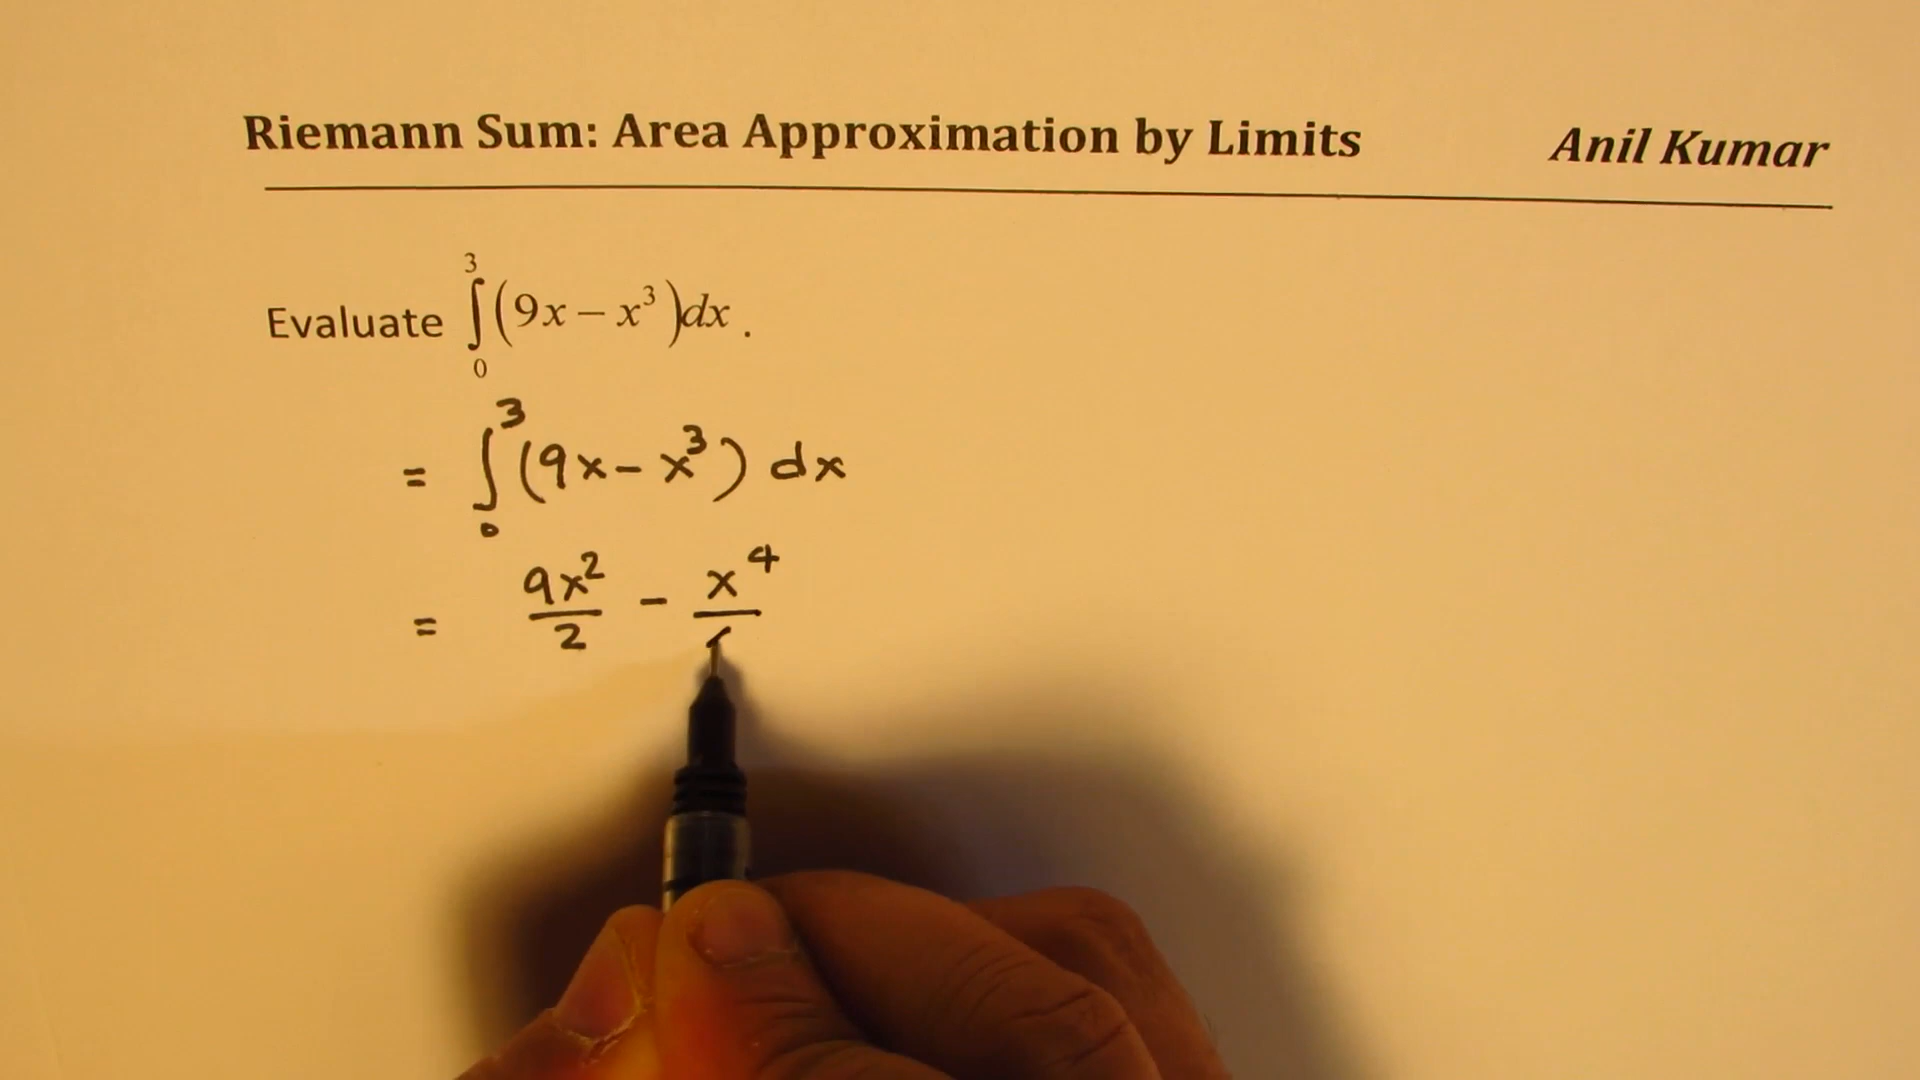 Riemann Sum: Area Approximation by Limits Anil Kumar
Evaluate ∫₀³ (9x − x³)dx .
= ∫₀³ (9x − x³) dx
= 9x²/2 − x⁴/